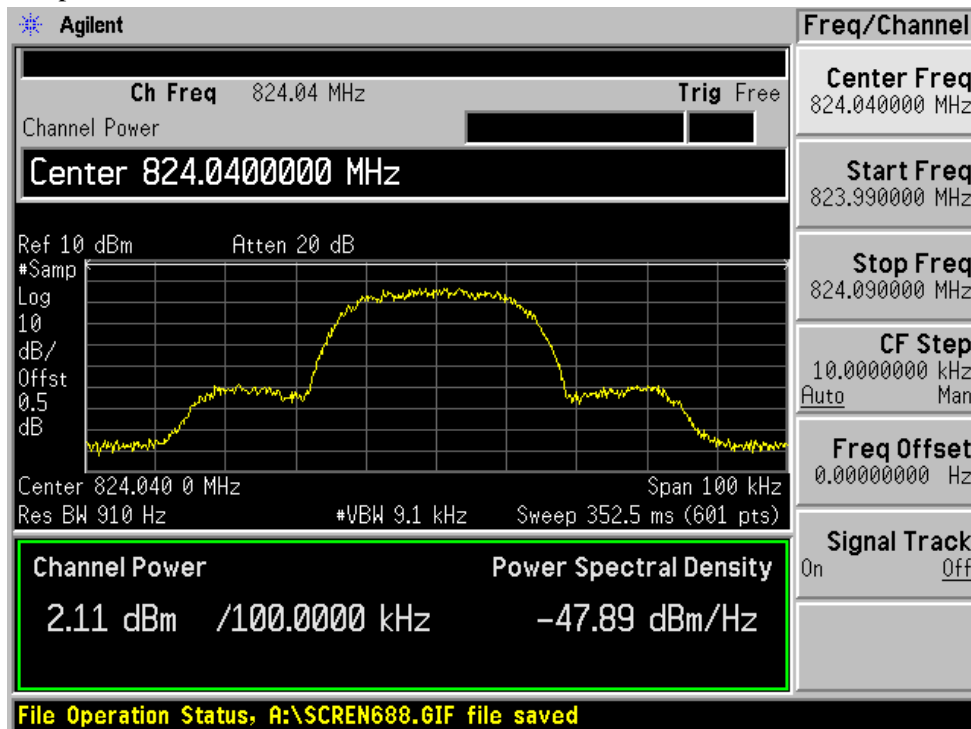 Agilent
Ch Freq 824.04 MHz Trig Free
Channel Power
Center 824.0400000 MHz
Ref 10 dBm Atten 20 dB
#Samp
Log
10
dB/
Offst
0.5
dB
Center 824.040 0 MHz Span 100 kHz
Res BW 910 Hz #VBW 9.1 kHz Sweep 352.5 ms (601 pts)
Channel Power Power Spectral Density
2.11 dBm /100.0000 kHz -47.89 dBm/Hz
File Operation Status, A:\SCREN688.GIF file saved
Freq/Channel
Center Freq
824.040000 MHz
Start Freq
823.990000 MHz
Stop Freq
824.090000 MHz
CF Step
10.0000000 kHz
Auto Man
Freq Offset
0.00000000 Hz
Signal Track
On Off